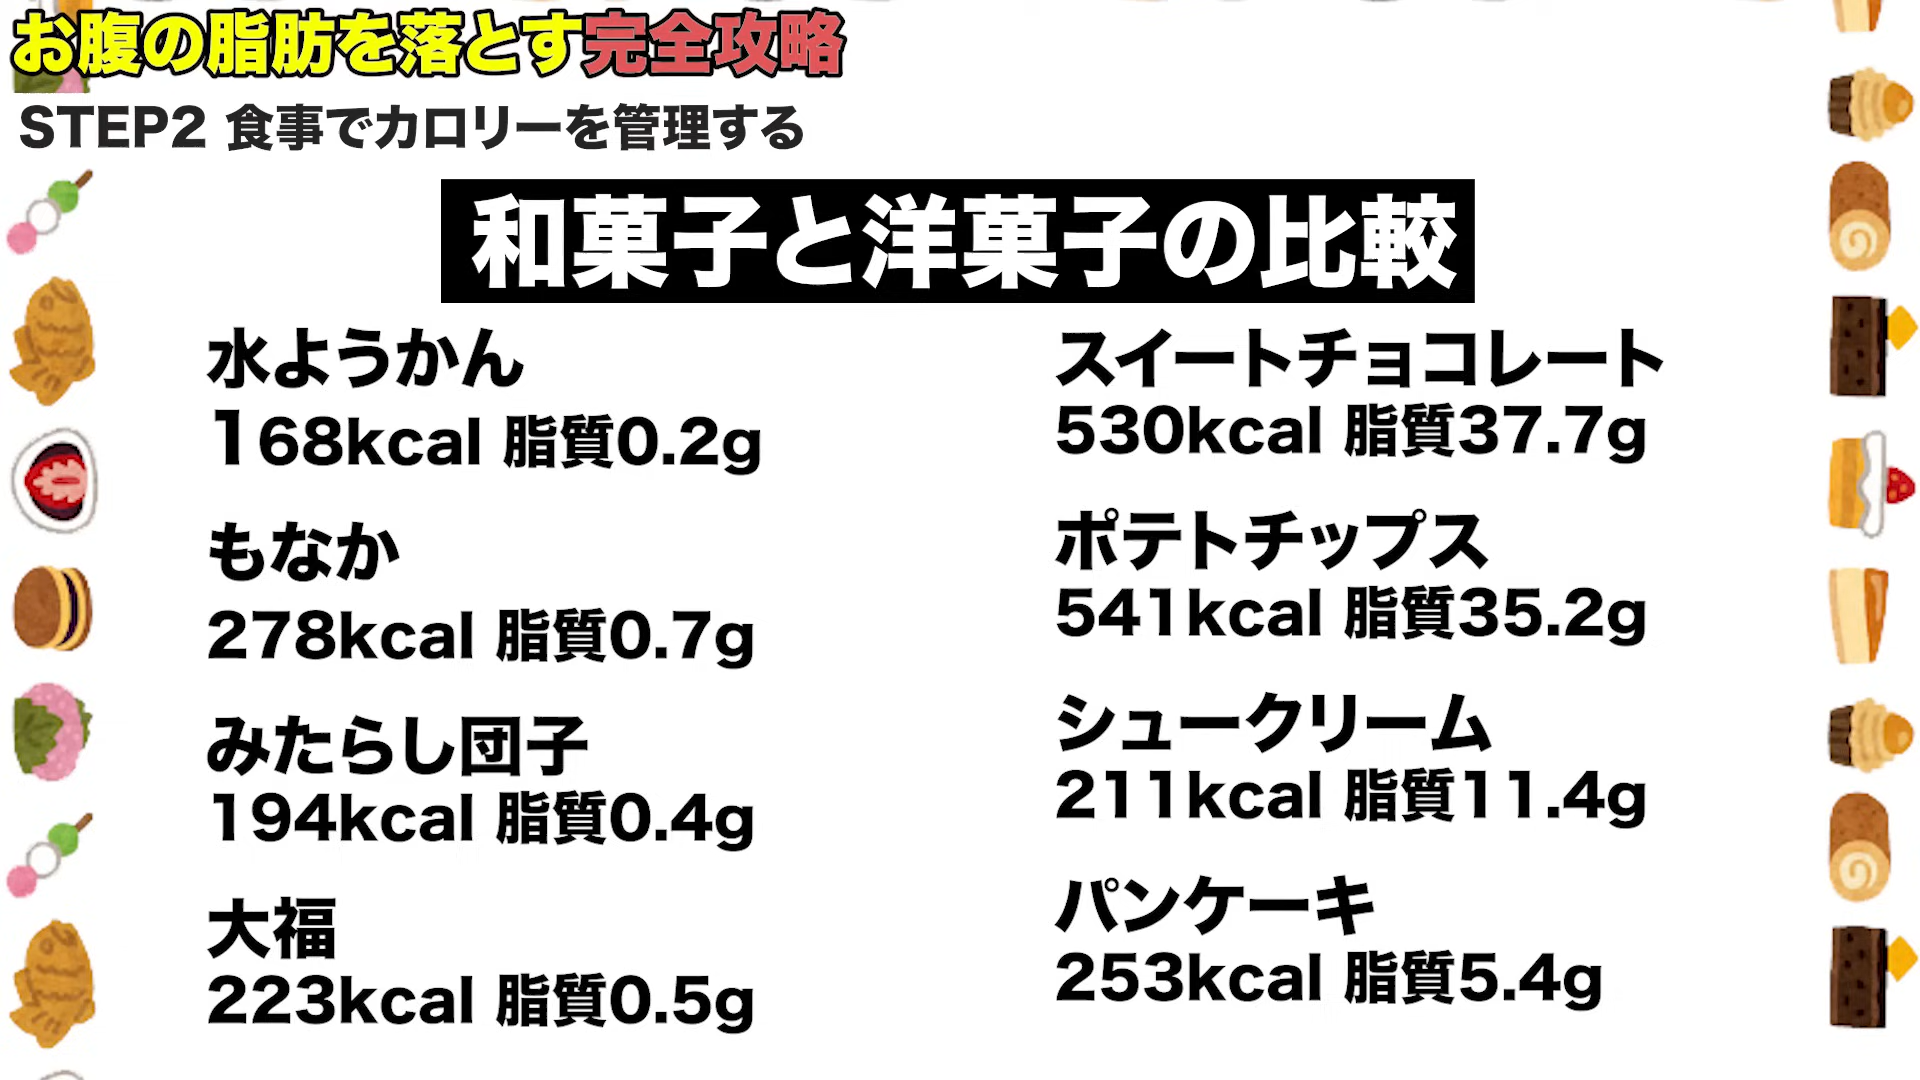 お腹の脂肪を落とす完全攻略
STEP2 食事でカロリーを管理する
和菓子と洋菓子の比較
水ようかん
168kcal 脂質0.2g
もなか
278kcal 脂質0.7g
みたらし団子
194kcal 脂質0.4g
大福
223kcal 脂質0.5g
スイートチョコレート
530kcal 脂質37.7g
ポテトチップス
541kcal 脂質35.2g
シュークリーム
211kcal 脂質11.4g
パンケーキ
253kcal 脂質5.4g